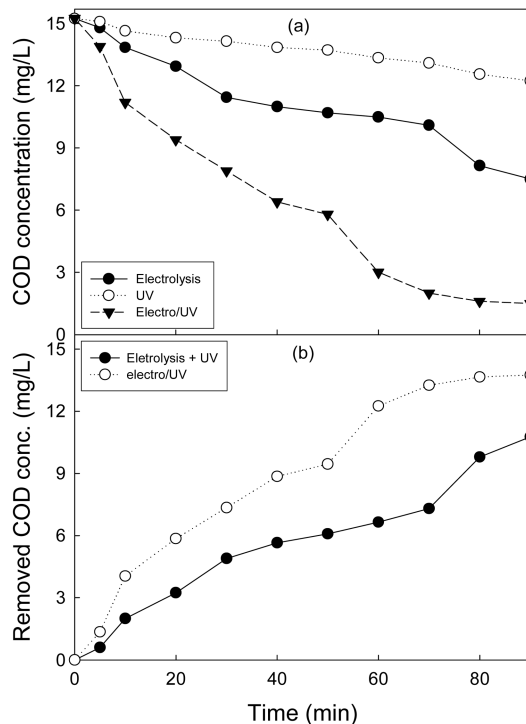 (a)
COD concentration (mg/L)
15
12
9
6
3
0
Electrolysis
UV
Electro/UV
(b)
Removed COD conc. (mg/L)
15
12
9
6
3
0
Eletrolysis + UV
electro/UV
0 20 40 60 80
Time (min)